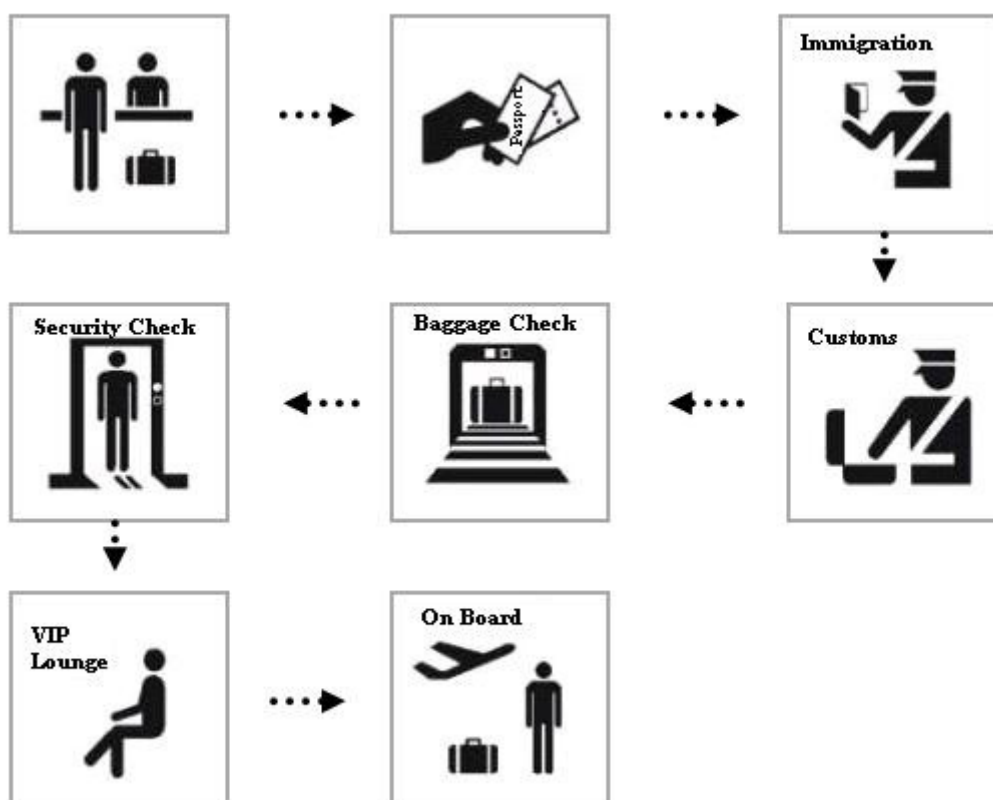 Passport
Immigration
Security Check
Baggage Check
Customs
VIP
Lounge
On Board